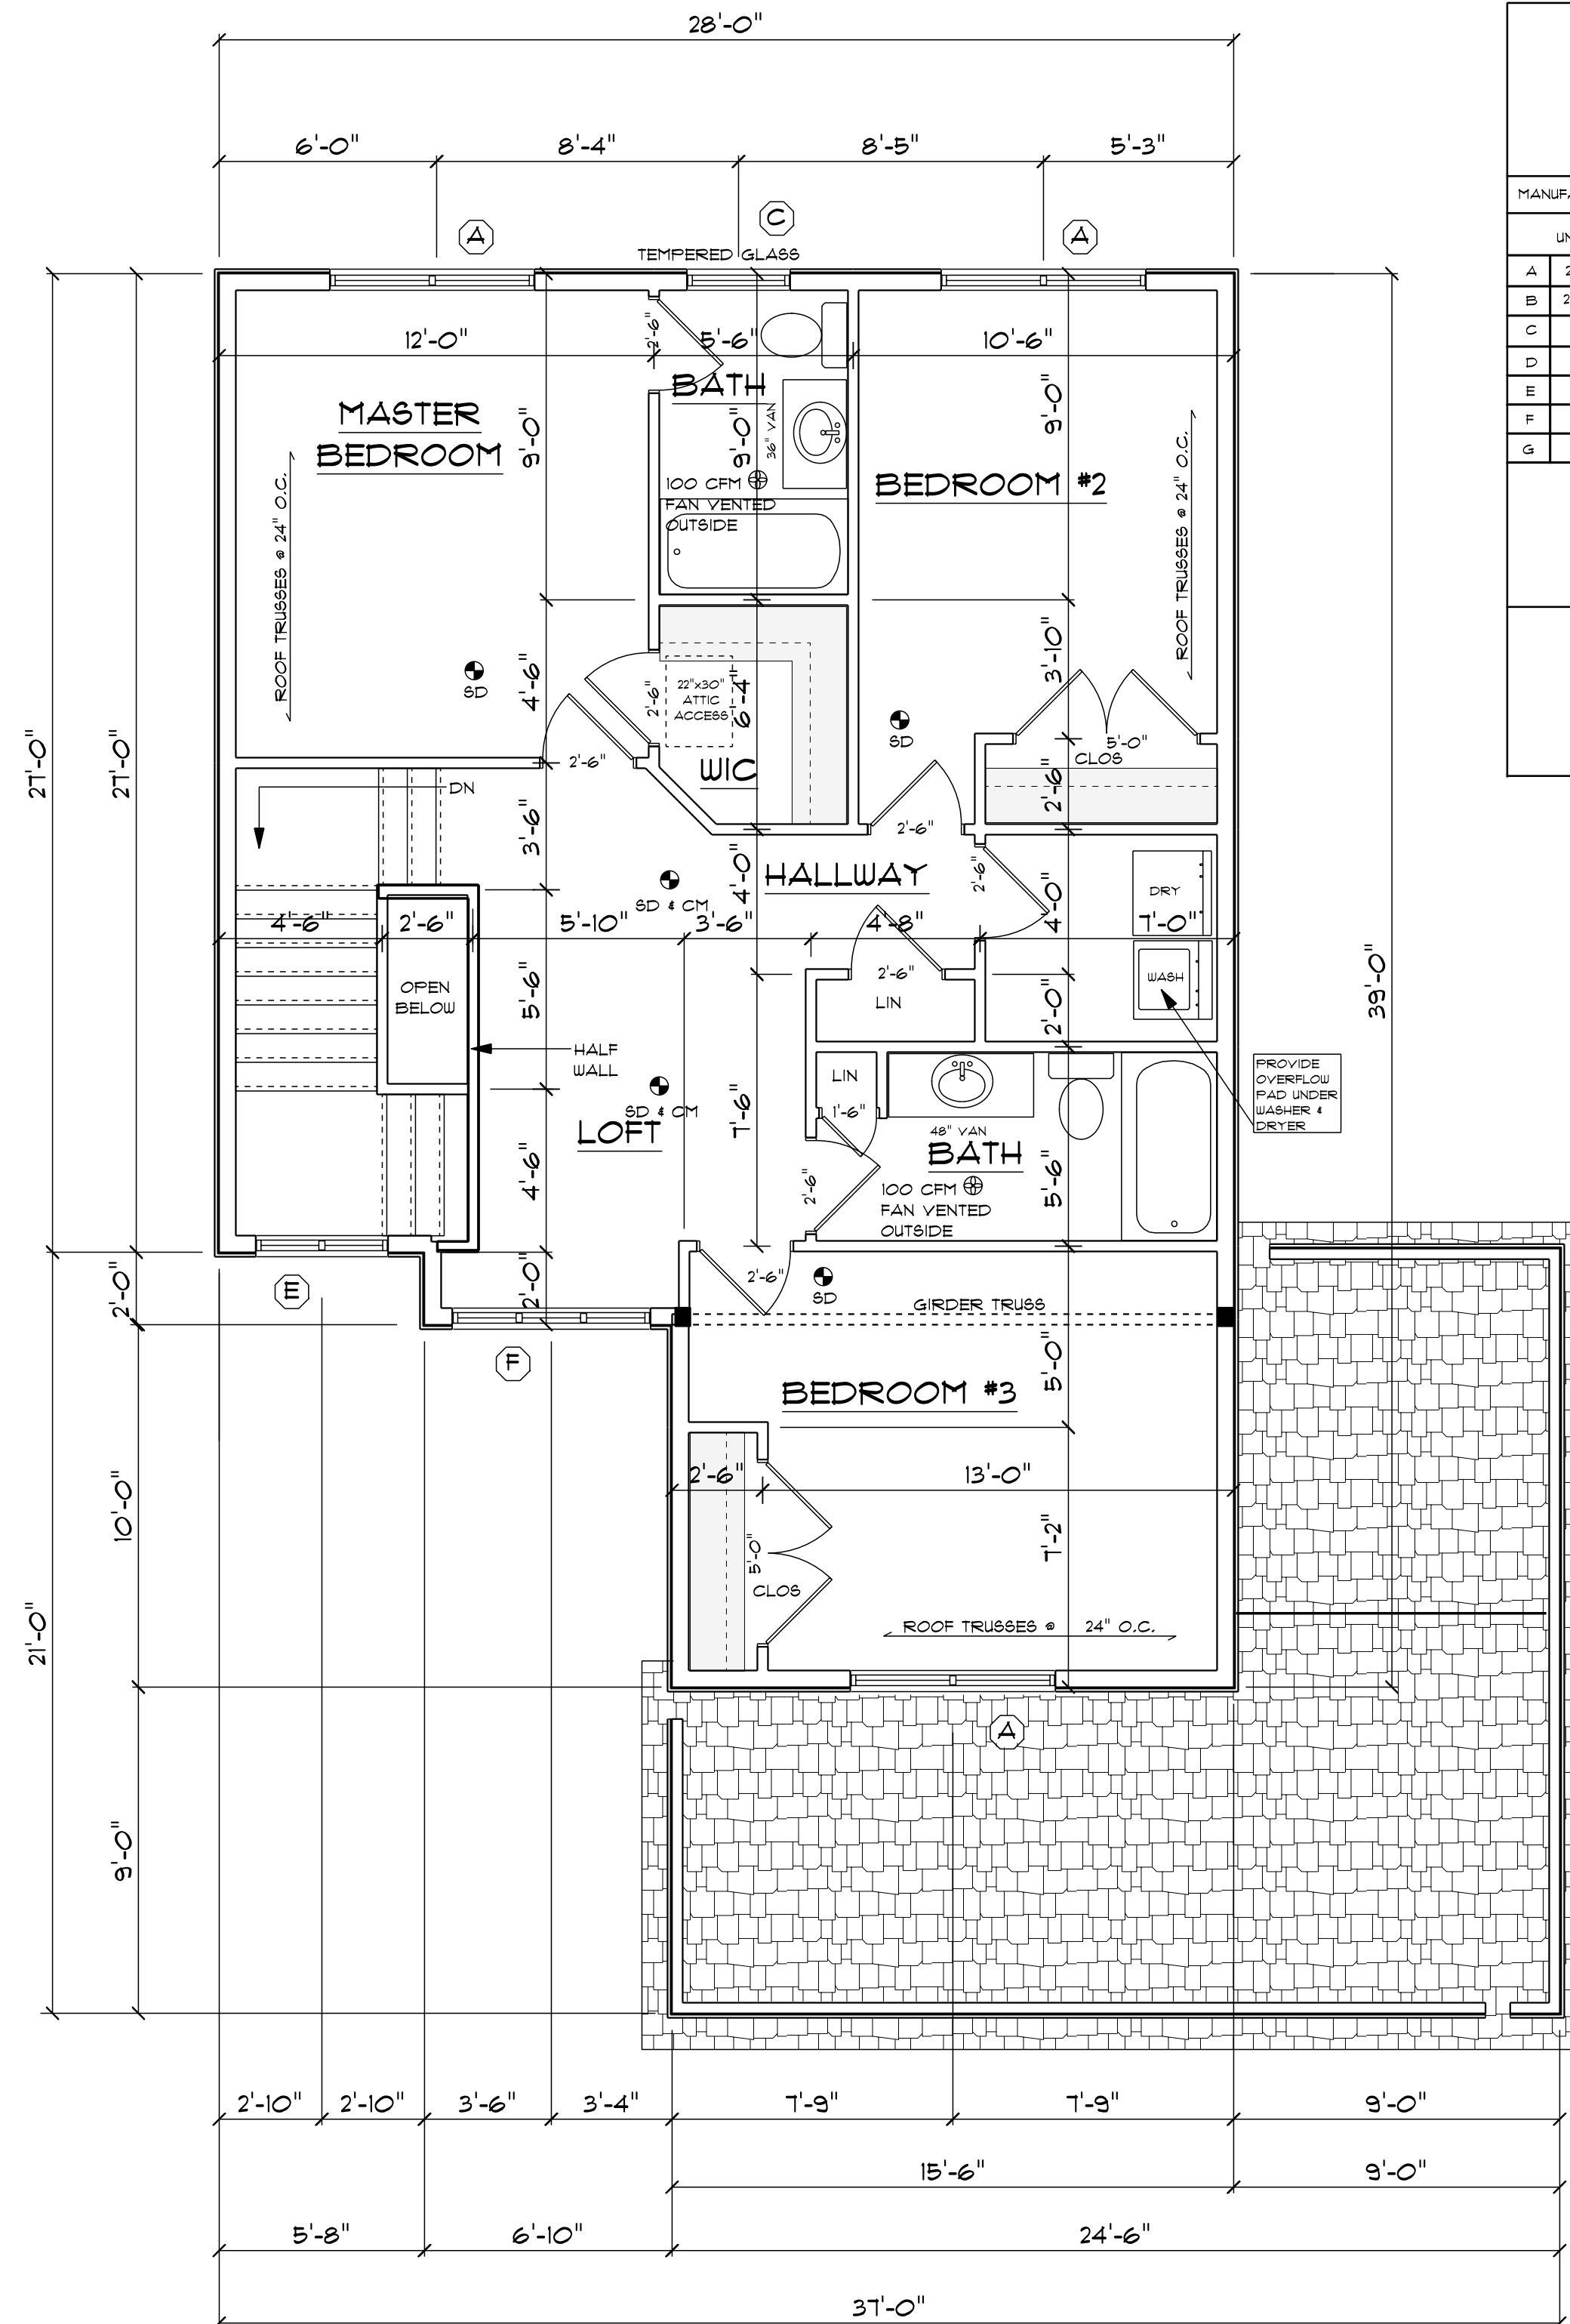 28'-0"
6'-0" 8'-4" 8'-5" 5'-3"
A C A
TEMPERED GLASS
MANUFA
UN
A 2
B 2
C
D
E
F
G
12'-0" 2'-6" 5'-6" 10'-6"
MASTER
BEDROOM
9'-0"
ROOF TRUSSES @ 24" O.C.
BATH
9'-0"
36" VAN
100 CFM
FAN VENTED
OUTSIDE
9'-0"
BEDROOM #2
ROOF TRUSSES @ 24" O.C.
SD
4'-6"
2'-6"
22"x30"
ATTIC
ACCESS
6'-4"
WIC
2'-6"
3'-10"
SD
5'-0"
CLOS
2'-6"
2'-6"
27'-0"
27'-0"
39'-0"
DN
3'-6"
HALLWAY
4'-0"
SD & CM
2'-6"
4'-0"
DRY
4'-6" 2'-6" 5'-10" 3'-6" 4'-8" 7'-0"
OPEN
BELOW
5'-6"
2'-6"
LIN
2'-0"
WASH
HALF
WALL
PROVIDE
OVERFLOW
PAD UNDER
WASHER &
DRYER
SD & CM
LOFT
7'-6"
4'-6"
LIN
1'-6"
48" VAN
BATH
2'-6"
100 CFM
FAN VENTED
OUTSIDE
5'-6"
E
2'-0"
2'-0"
2'-6"
SD
GIRDER TRUSS
F
BEDROOM #3
5'-0"
2'-6" 13'-0"
5'-0"
CLOS
7'-2"
ROOF TRUSSES @ 24" O.C.
10'-0"
21'-0"
9'-0"
A
2'-10" 2'-10" 3'-6" 3'-4" 7'-9" 7'-9" 9'-0"
15'-6" 9'-0"
5'-8" 6'-10" 24'-6"
37'-0"